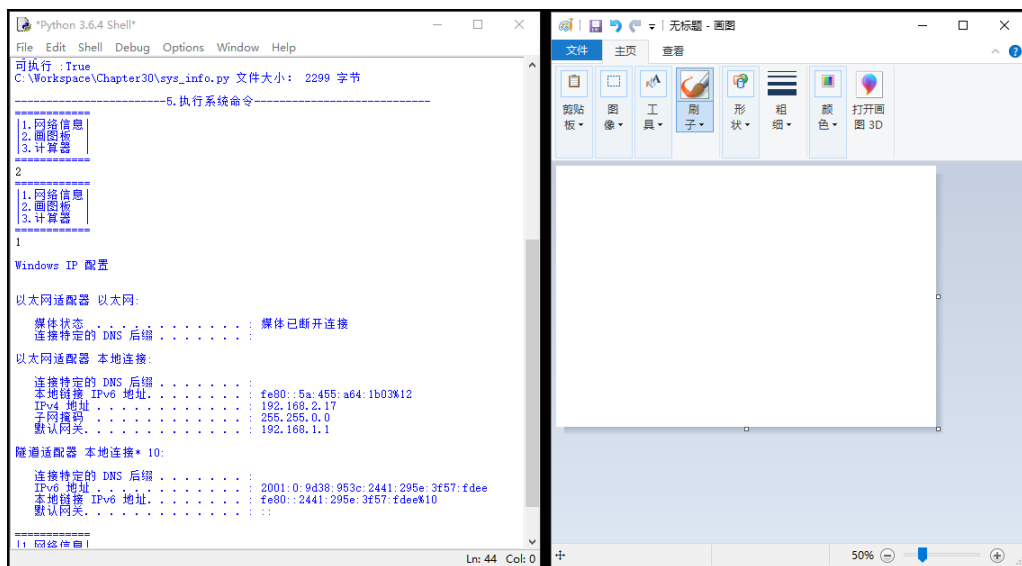 *Python 3.6.4 Shell*
File Edit Shell Debug Options Window Help
可执行 :True
C:\Workspace\Chapter30\sys_info.py 文件大小： 2299 字节
------------------------5.执行系统命令----------------------------
============
|1.网络信息|
|2.画图板 |
|3.计算器 |
============
2
============
|1.网络信息|
|2.画图板 |
|3.计算器 |
============
1
Windows IP 配置
以太网适配器 以太网:
媒体状态 . . . . . . . . . . . . : 媒体已断开连接
连接特定的 DNS 后缀 . . . . . . . :
以太网适配器 本地连接:
连接特定的 DNS 后缀 . . . . . . . :
本地链接 IPv6 地址. . . . . . . . : fe80::5a:455:a64:1b03%12
IPv4 地址 . . . . . . . . . . . . : 192.168.2.17
子网掩码 . . . . . . . . . . . . : 255.255.0.0
默认网关. . . . . . . . . . . . . : 192.168.1.1
隧道适配器 本地连接* 10:
连接特定的 DNS 后缀 . . . . . . . :
IPv6 地址 . . . . . . . . . . . . : 2001:0:9d38:953c:2441:295e:3f57:fdee
本地链接 IPv6 地址. . . . . . . . : fe80::2441:295e:3f57:fdee%10
默认网关. . . . . . . . . . . . . : ::
============
|1.网络信息|
Ln: 44 Col: 0
无标题 - 画图
文件 主页 查看
剪贴板 图像 工具 刷子 形状 粗细 颜色 打开画图 3D
50%